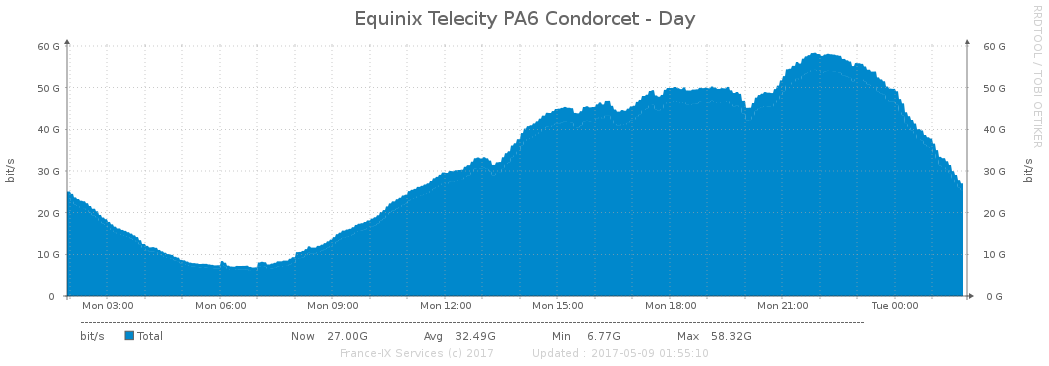 Equinix Telecity PA6 Condorcet - Day
RRDTOOL / TOBI OETIKER
60 G 60 G
50 G 50 G
40 G 40 G
30 G 30 G
20 G 20 G
10 G 10 G
0 0 G
bit/s
bit/s
Mon 03:00 Mon 06:00 Mon 09:00 Mon 12:00 Mon 15:00 Mon 18:00 Mon 21:00 Tue 00:00
bit/s Total Now 27.00G Avg 32.49G Min 6.77G Max 58.32G
France-IX Services (c) 2017 Updated : 2017-05-09 01:55:10